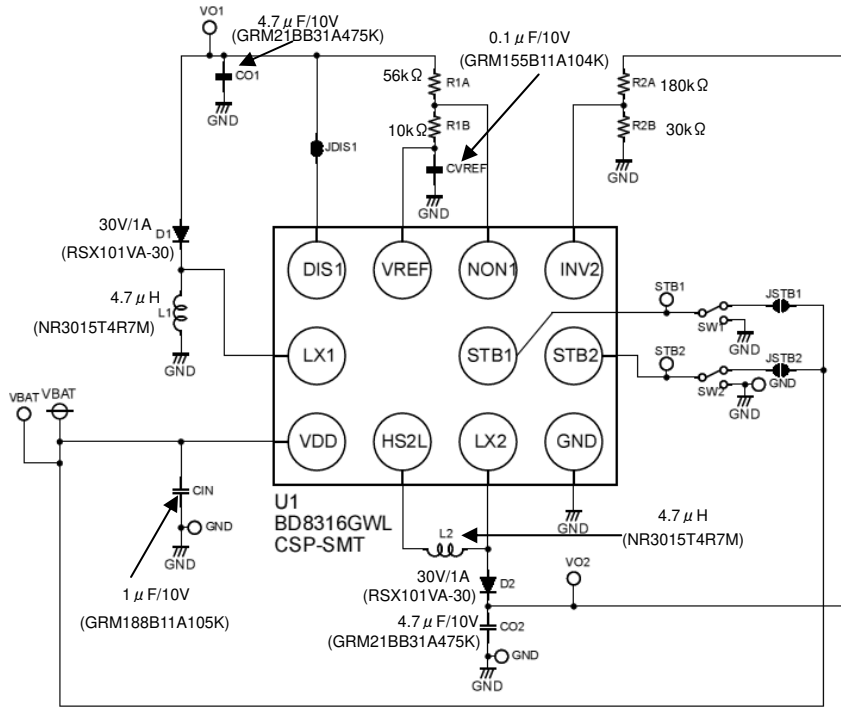 VO1
4.7μF/10V
(GRM21BB31A475K)
CO1
GND
0.1μF/10V
(GRM155B11A104K)
56kΩ
R1A
10kΩ
R1B
CVREF
GND
R2A
180kΩ
R2B
30kΩ
GND
JDIS1
30V/1A
D1
(RSX101VA-30)
4.7μH
L1
(NR3015T4R7M)
GND
DIS1
VREF
NON1
INV2
LX1
STB1
STB2
VDD
HS2L
LX2
GND
STB1
SW1
GND
JSTB1
STB2
SW2
GND
JSTB2
GND
VBAT
VBAT
CIN
GND
GND
1μF/10V
(GRM188B11A105K)
U1
BD8316GWL
CSP-SMT
GND
L2
4.7μH
(NR3015T4R7M)
30V/1A
D2
(RSX101VA-30)
VO2
4.7μF/10V
CO2
(GRM21BB31A475K)
GND
GND